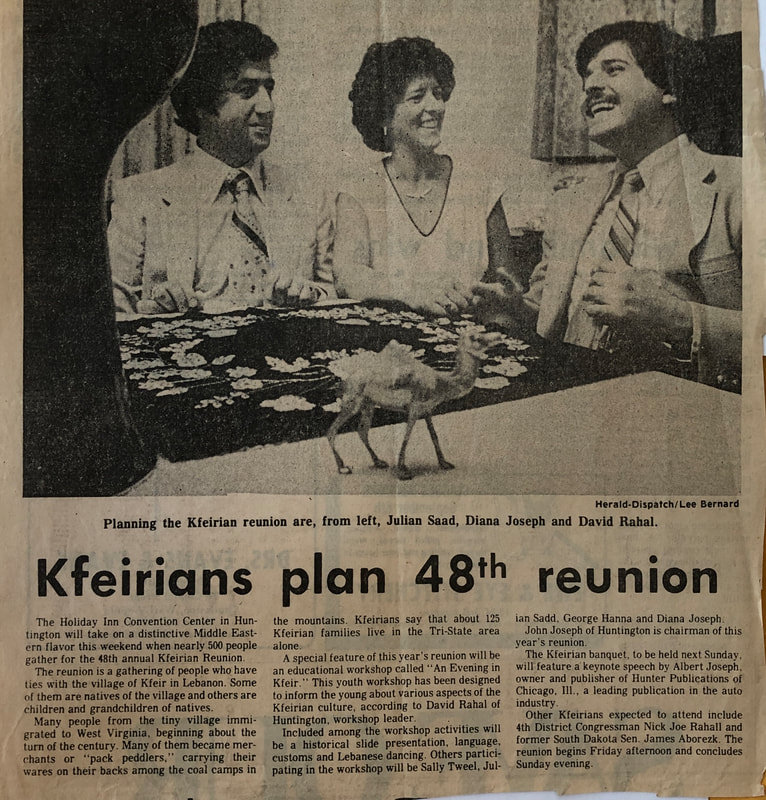 Herald-Dispatch/Lee Bernard
Planning the Kfeirian reunion are, from left, Julian Saad, Diana Joseph and David Rahal.
Kfeirians plan 48th reunion
The Holiday Inn Convention Center in Hun-
tington will take on a distinctive Middle East-
ern flavor this weekend when nearly 500 people
gather for the 48th annual Kfeirian Reunion.
The reunion is a gathering of people who have
ties with the village of Kfeir in Lebanon. Some
of them are natives of the village and others are
children and grandchildren of natives.
Many people from the tiny village immi-
grated to West Virginia, beginning about the
turn of the century. Many of them became mer-
chants or "pack peddlers," carrying their
wares on their backs among the coal camps in
the mountains. Kfeirians say that about 125
Kfeirian families live in the Tri-State area
alone.
A special feature of this year's reunion will be
an educational workshop called "An Evening in
Kfeir." This youth workshop has been designed
to inform the young about various aspects of the
Kfeirian culture, according to David Rahal of
Huntington, workshop leader.
Included among the workshop activities will
be a historical slide presentation, language,
customs and Lebanese dancing. Others partici-
pating in the workshop will be Sally Tweel, Jul-
ian Sadd, George Hanna and Diana Joseph.
John Joseph of Huntington is chairman of this
year's reunion.
The Kfeirian banquet, to be held next Sunday,
will feature a keynote speech by Albert Joseph,
owner and publisher of Hunter Publications of
Chicago, Ill., a leading publication in the auto
industry.
Other Kfeirians expected to attend include
4th District Congressman Nick Joe Rahall and
former South Dakota Sen. James Aborezk. The
reunion begins Friday afternoon and concludes
Sunday evening.